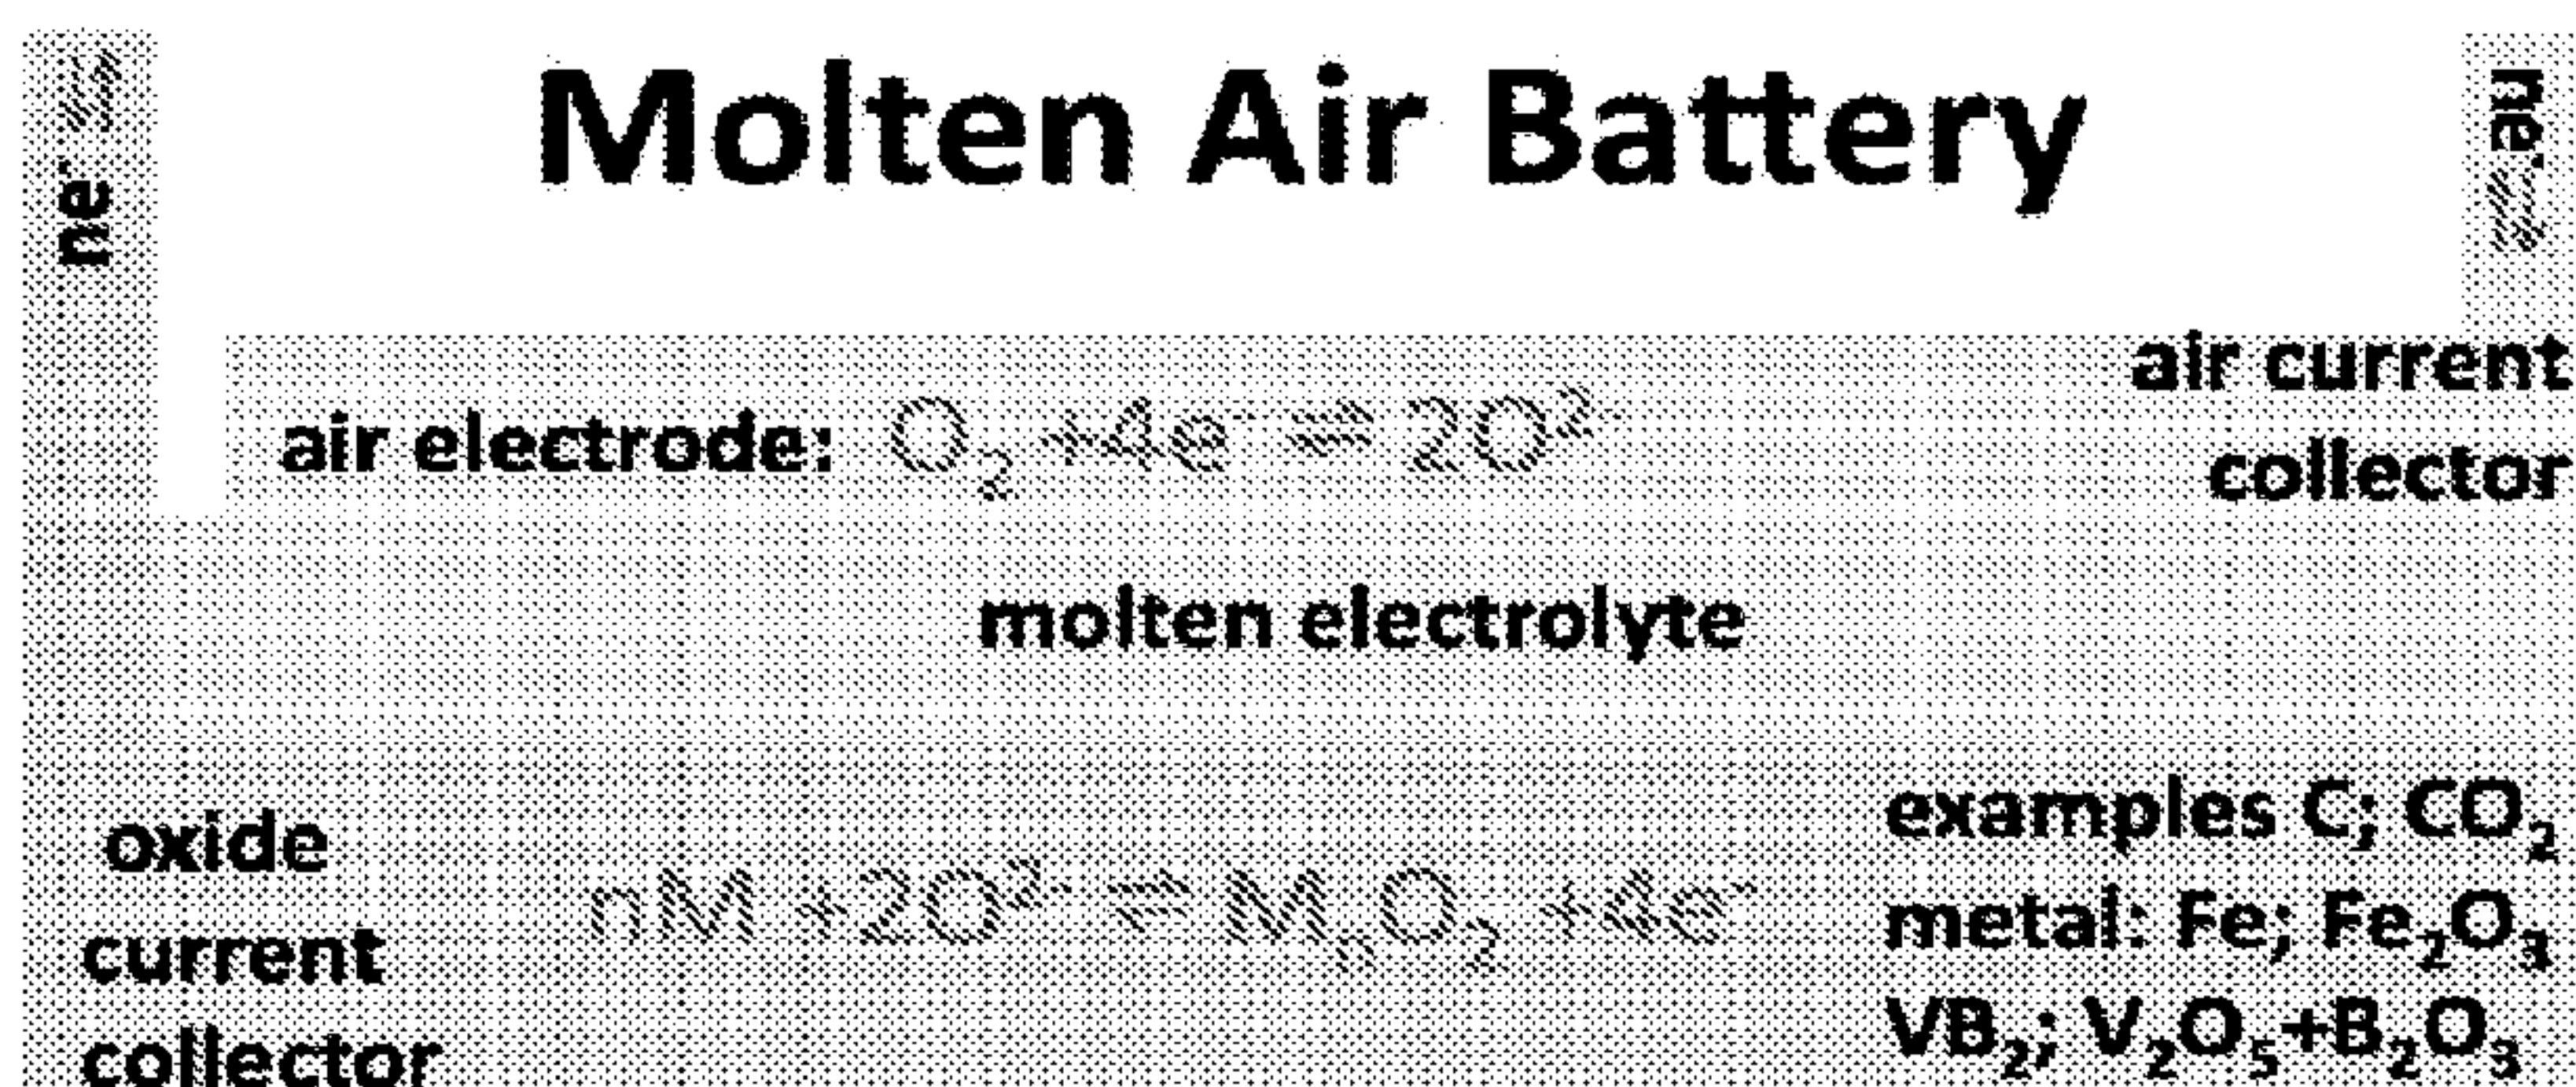 Molten Air Battery
ne⁻ ⇌
ne⁻ ⇌
air current
collector
air electrode: O₂ +4e⁻ ⇌ 2O²⁻
molten electrolyte
oxide
current
collector
nM +2O²⁻ ⇌ MₙO₂ +4e⁻
examples C; CO₂
metal: Fe; Fe₂O₃
VB₂; V₂O₅+B₂O₃